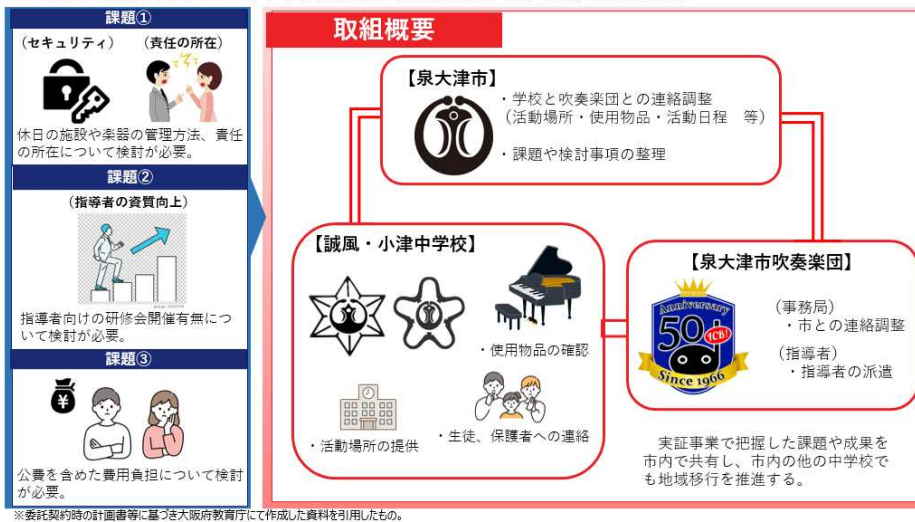 課題①
(セキュリティ) (責任の所在)
休日の施設や楽器の管理方法、責任
の所在について検討が必要。
課題②
(指導者の資質向上)
指導者向けの研修会開催有無につ
いて検討が必要。
課題③
¥
公費を含めた費用負担について検討
が必要。
取組概要
【泉大津市】
・学校と吹奏楽団との連絡調整
(活動場所・使用物品・活動日程 等)
・課題や検討事項の整理
【誠風・小津中学校】
・使用物品の確認
・活動場所の提供
・生徒、保護者への連絡
【泉大津市吹奏楽団】
Anniversary
50
ICB!
Since 1966
(事務局)
・市との連絡調整
(指導者)
・指導者の派遣
実証事業で把握した課題や成果を
市内で共有し、市内の他の中学校で
も地域移行を推進する。
※委託契約時の計画書等に基づき大阪府教育庁にて作成した資料を引用したもの。